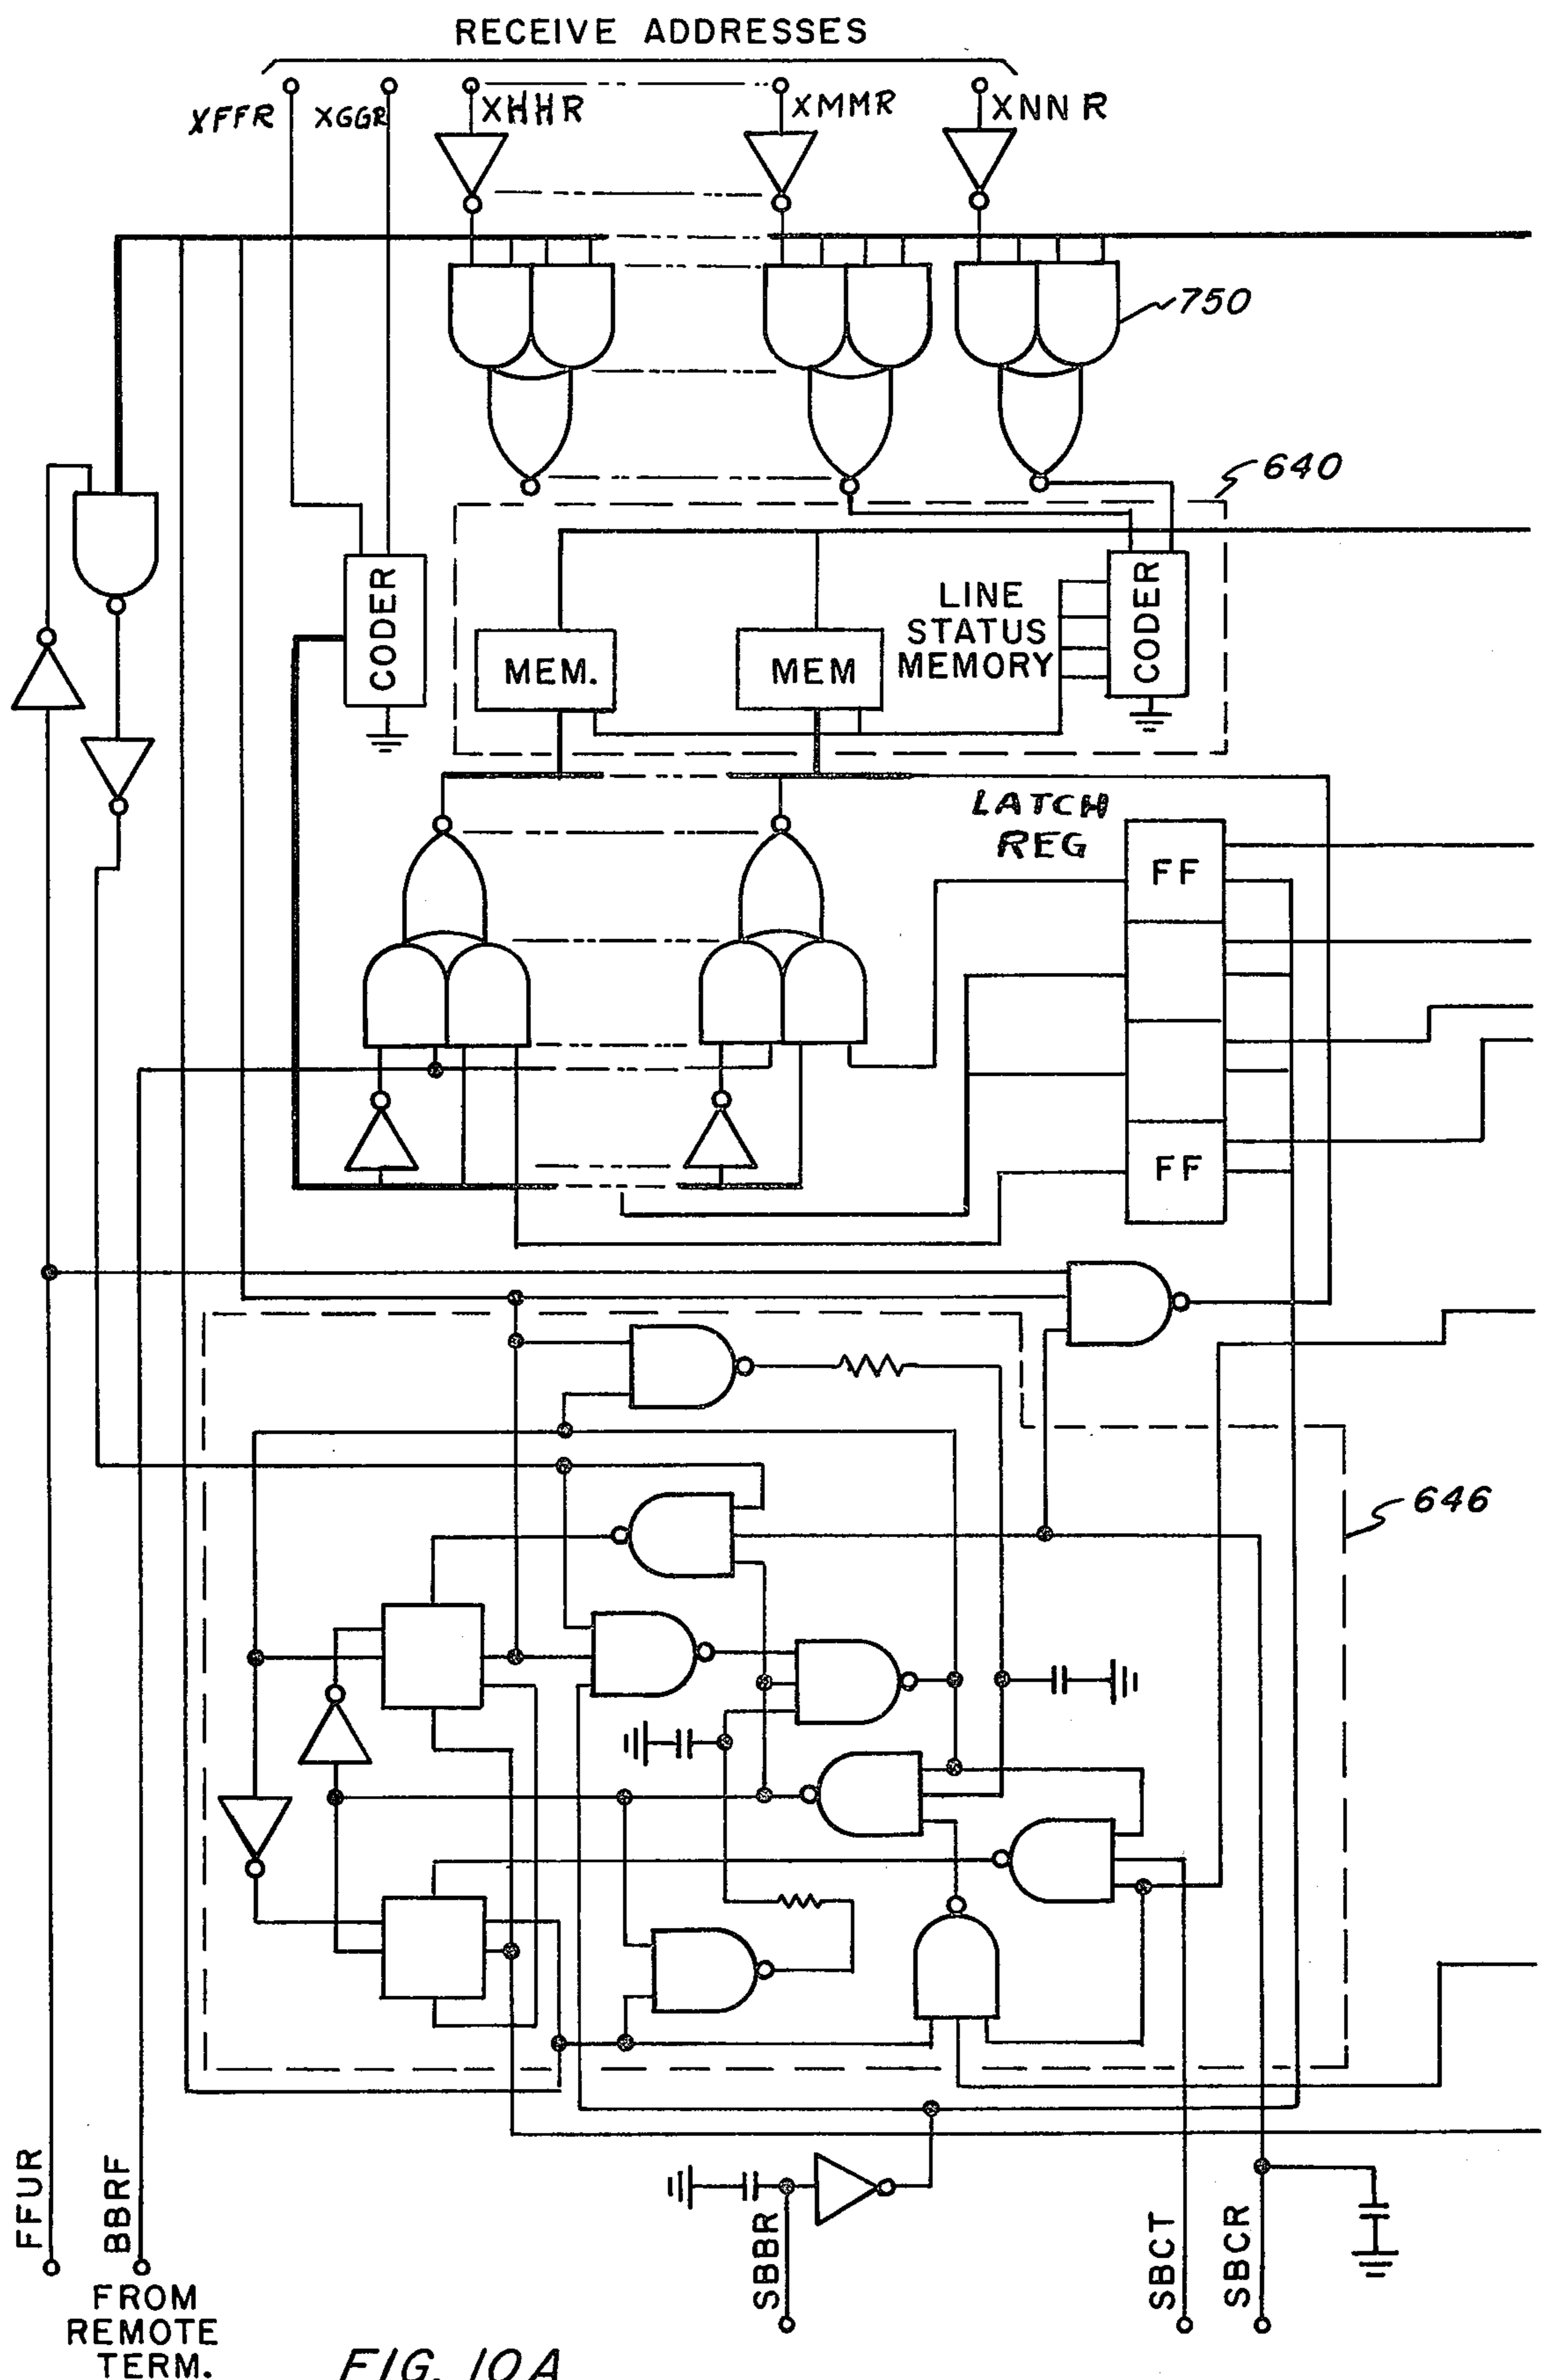 RECEIVE ADDRESSES
XFFR XGGR XHHR XMMR XNNR
750
640
CODER
LINE
STATUS
MEMORY
CODER
MEM.
MEM
LATCH
REG
FF
FF
646
FFUR
BBRF
SBBR
SBCT
SBCR
FROM
REMOTE
TERM.
FIG. 10A